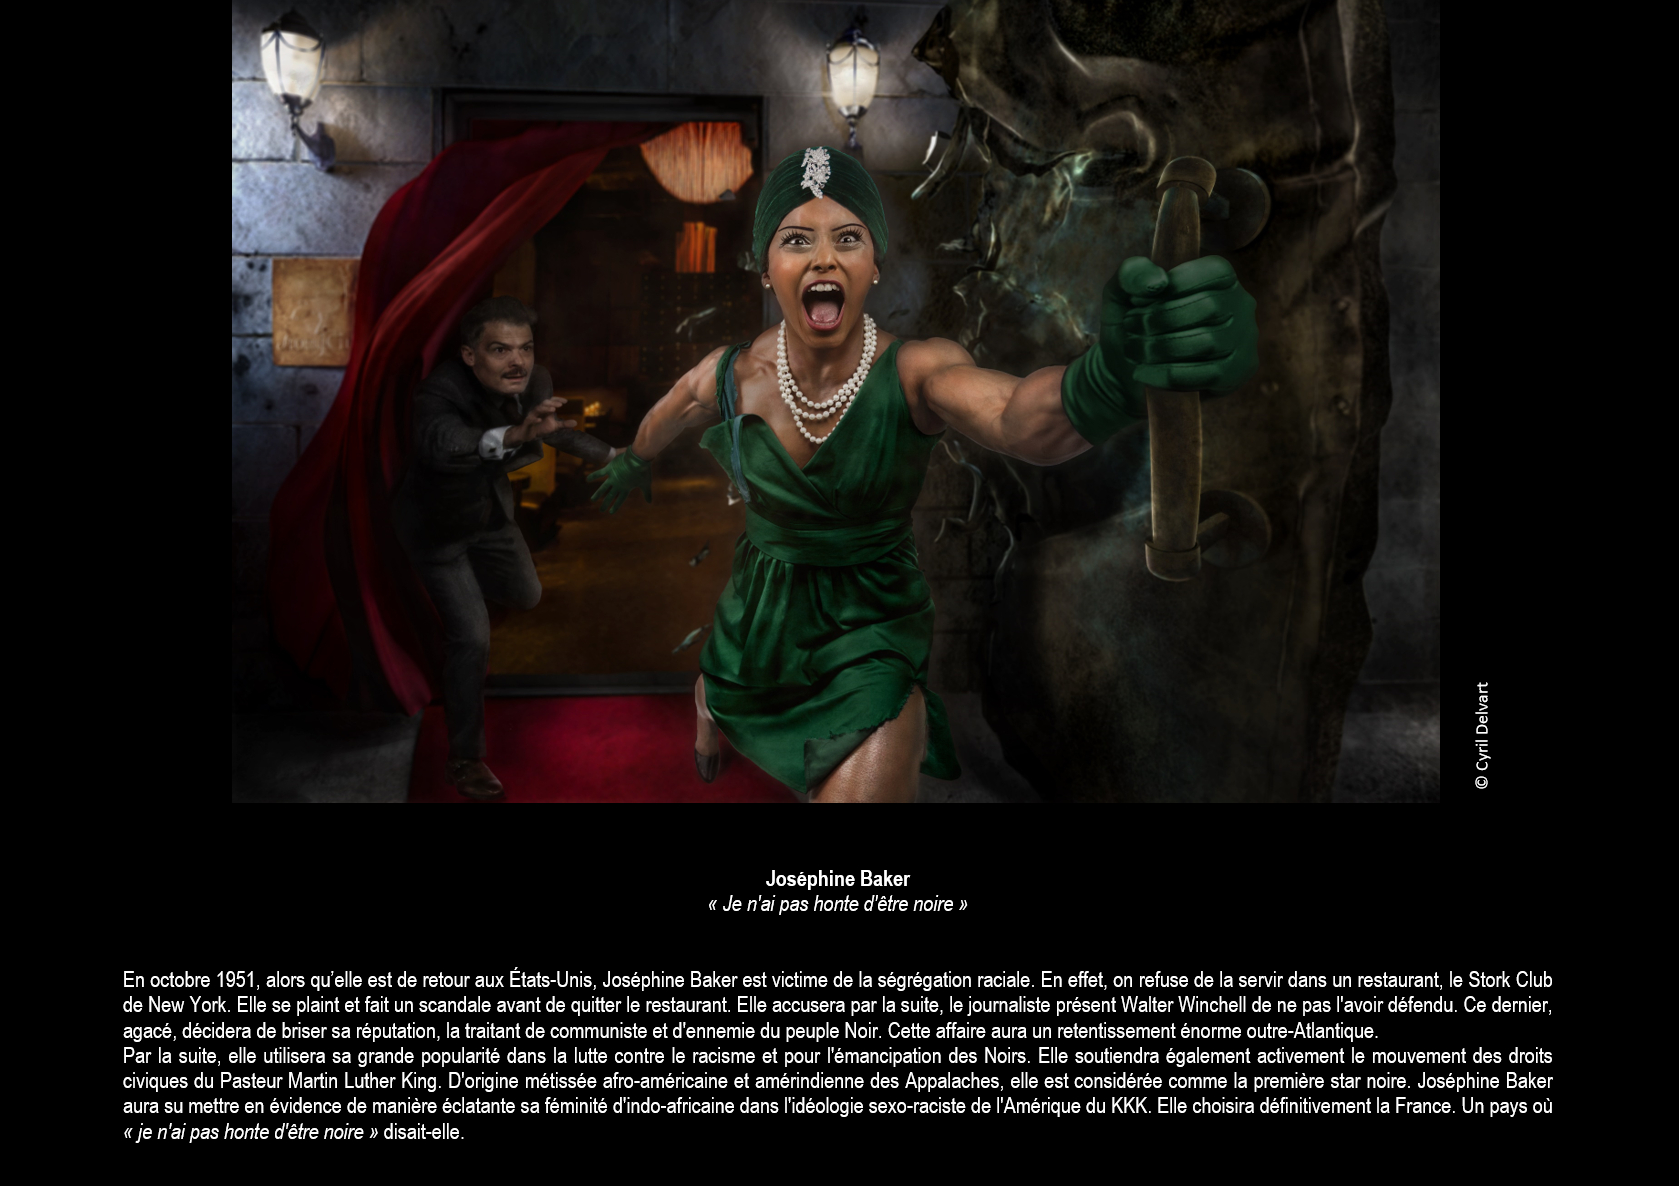 © Cyril Delvart
Joséphine Baker
« Je n'ai pas honte d'être noire »
En octobre 1951, alors qu’elle est de retour aux États-Unis, Joséphine Baker est victime de la ségrégation raciale. En effet, on refuse de la servir dans un restaurant, le Stork Club
de New York. Elle se plaint et fait un scandale avant de quitter le restaurant. Elle accusera par la suite, le journaliste présent Walter Winchell de ne pas l'avoir défendu. Ce dernier,
agacé, décidera de briser sa réputation, la traitant de communiste et d'ennemie du peuple Noir. Cette affaire aura un retentissement énorme outre-Atlantique.
Par la suite, elle utilisera sa grande popularité dans la lutte contre le racisme et pour l'émancipation des Noirs. Elle soutiendra également activement le mouvement des droits
civiques du Pasteur Martin Luther King. D'origine métissée afro-américaine et amérindienne des Appalaches, elle est considérée comme la première star noire. Joséphine Baker
aura su mettre en évidence de manière éclatante sa féminité d'indo-africaine dans l'idéologie sexo-raciste de l'Amérique du KKK. Elle choisira définitivement la France. Un pays où
« je n'ai pas honte d'être noire » disait-elle.